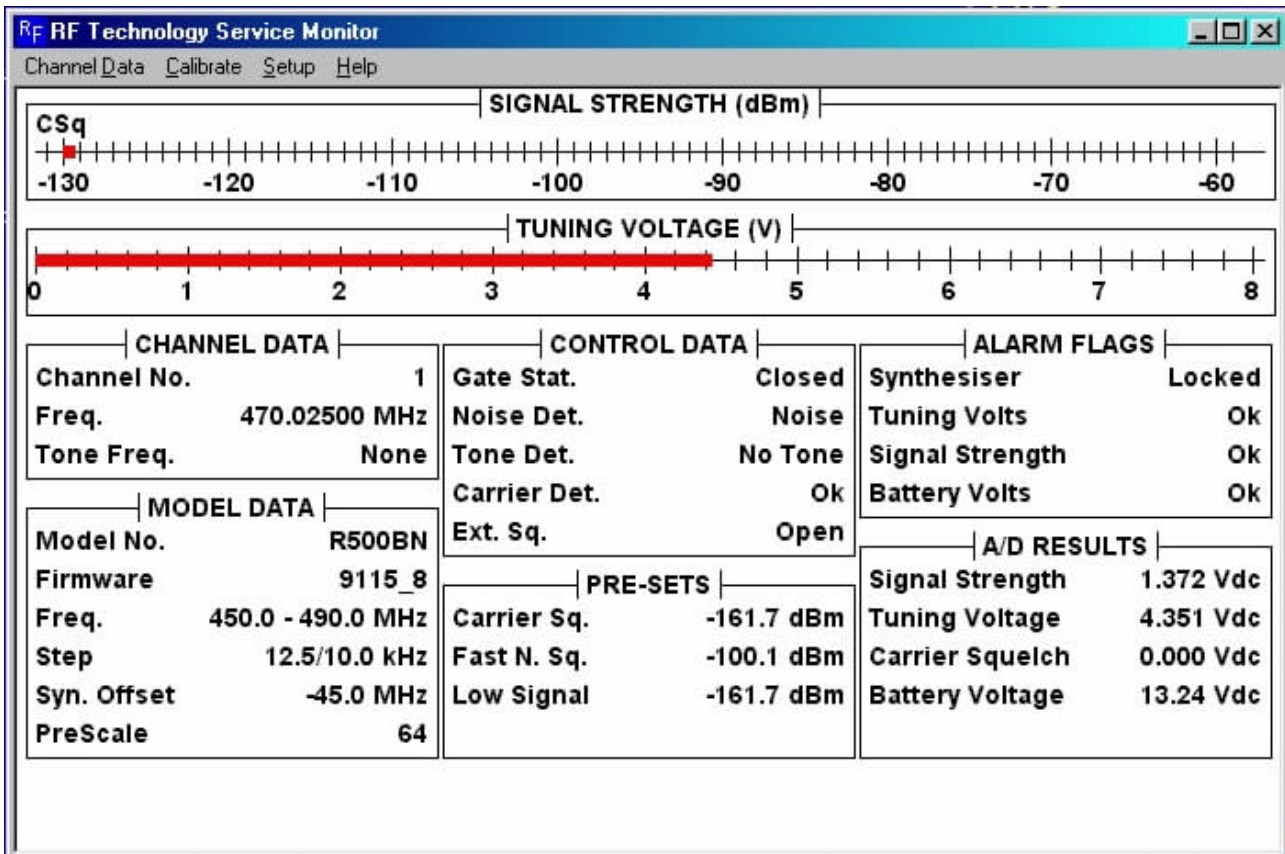 RF RF Technology Service Monitor
Channel Data Calibrate Setup Help
SIGNAL STRENGTH (dBm)
CSq
-130 -120 -110 -100 -90 -80 -70 -60
TUNING VOLTAGE (V)
0 1 2 3 4 5 6 7 8
CHANNEL DATA
Channel No. 1
Freq. 470.02500 MHz
Tone Freq. None
MODEL DATA
Model No. R500BN
Firmware 9115_8
Freq. 450.0 - 490.0 MHz
Step 12.5/10.0 kHz
Syn. Offset -45.0 MHz
PreScale 64
CONTROL DATA
Gate Stat. Closed
Noise Det. Noise
Tone Det. No Tone
Carrier Det. Ok
Ext. Sq. Open
PRE-SETS
Carrier Sq. -161.7 dBm
Fast N. Sq. -100.1 dBm
Low Signal -161.7 dBm
ALARM FLAGS
Synthesiser Locked
Tuning Volts Ok
Signal Strength Ok
Battery Volts Ok
A/D RESULTS
Signal Strength 1.372 Vdc
Tuning Voltage 4.351 Vdc
Carrier Squelch 0.000 Vdc
Battery Voltage 13.24 Vdc